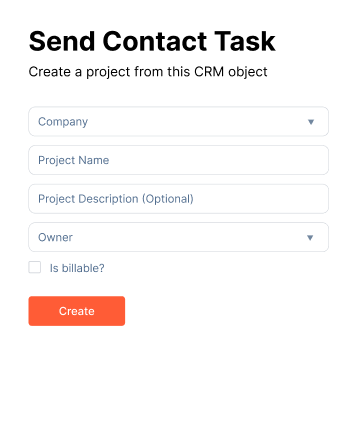 Send Contact Task
Create a project from this CRM object
Company
Project Name
Project Description (Optional)
Owner
Is billable?
Create